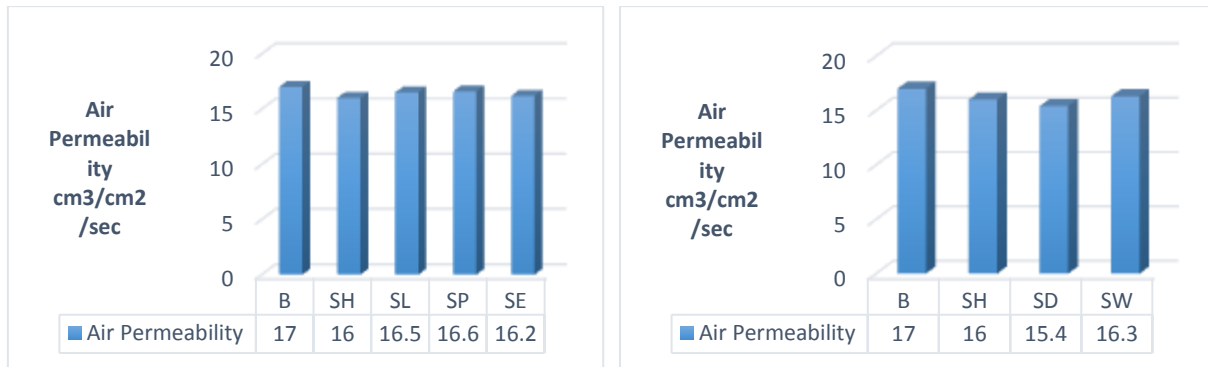 20
15
10
5
0
Air
Permeabil
ity
cm3/cm2
/sec
B SH SL SP SE
Air Permeability 17 16 16.5 16.6 16.2
20
15
10
5
0
Air
Permeabil
ity
cm3/cm2
/sec
B SH SD SW
Air Permeability 17 16 15.4 16.3